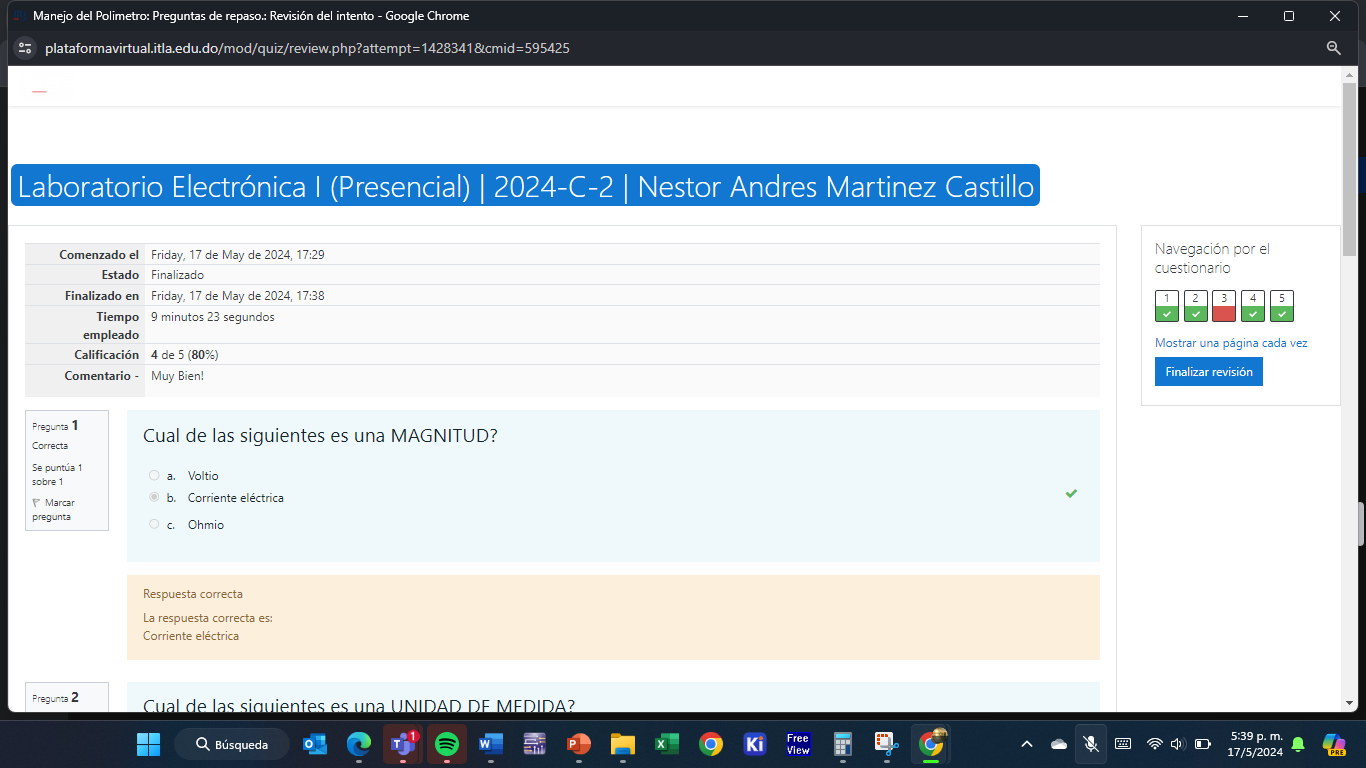 Manejo del Polimetro: Preguntas de repaso.: Revisión del intento - Google Chrome
plataformavirtual.itla.edu.do/mod/quiz/review.php?attempt=1428341&cmid=595425
Laboratorio Electrónica I (Presencial) | 2024-C-2 | Nestor Andres Martinez Castillo
Comenzado el Friday, 17 de May de 2024, 17:29
Estado Finalizado
Finalizado en Friday, 17 de May de 2024, 17:38
Tiempo empleado 9 minutos 23 segundos
Calificación 4 de 5 (80%)
Comentario - Muy Bien!
Navegación por el
cuestionario
1 2 3 4 5
Mostrar una página cada vez
Finalizar revisión
Pregunta 1
Correcta
Se puntúa 1
sobre 1
Marcar
pregunta
Cual de las siguientes es una MAGNITUD?
a. Voltio
b. Corriente eléctrica
c. Ohmio
Respuesta correcta
La respuesta correcta es:
Corriente eléctrica
Pregunta 2
Cual de las siguientes es una UNIDAD DE MEDIDA?
Búsqueda
1
Free
View
Ki
5:39 p. m.
17/5/2024
PRE